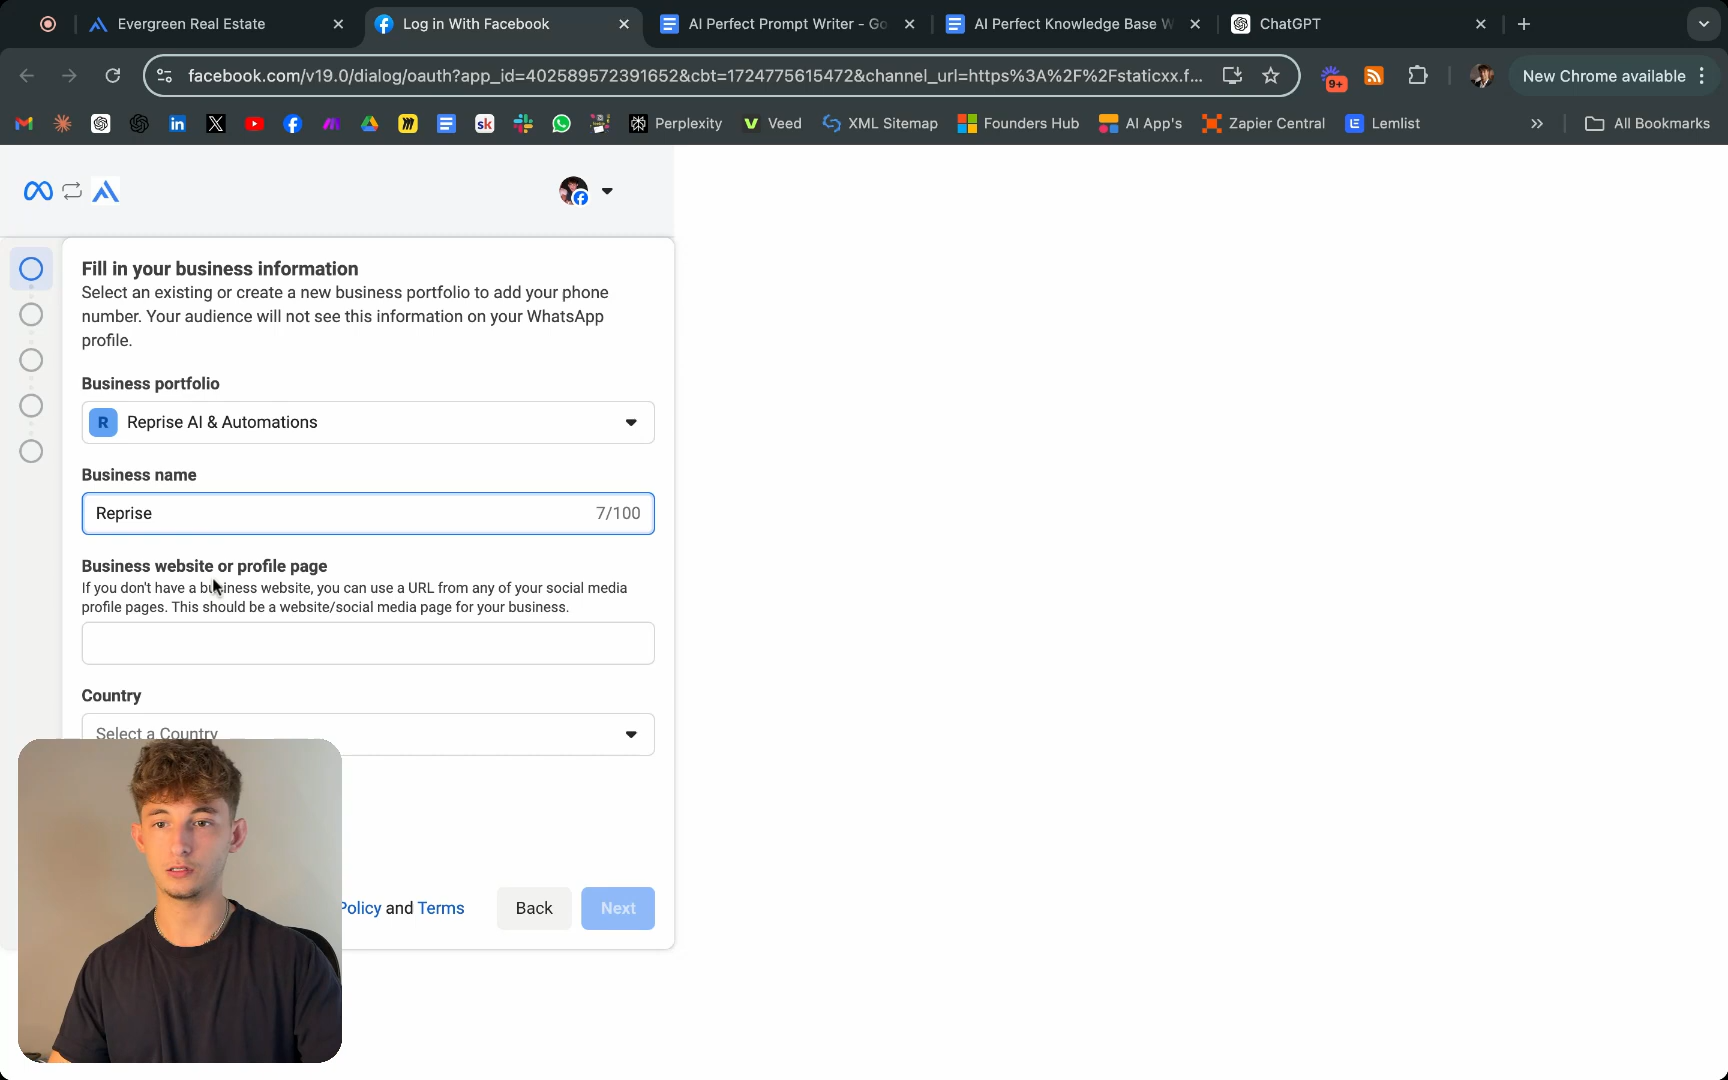 Evergreen Real Estate
Log in With Facebook
AI Perfect Prompt Writer - Go
AI Perfect Knowledge Base W
ChatGPT
facebook.com/v19.0/dialog/oauth?app_id=402589572391652&cbt=1724775615472&channel_url=https%3A%2F%2Fstaticxx.f...
9+
New Chrome available
sk
Perplexity
Veed
XML Sitemap
Founders Hub
AI App's
Zapier Central
Lemlist
All Bookmarks
Fill in your business information
Select an existing or create a new business portfolio to add your phone
number. Your audience will not see this information on your WhatsApp
profile.
Business portfolio
R Reprise AI & Automations
Business name
Reprise 7/100
Business website or profile page
If you don't have a business website, you can use a URL from any of your social media
profile pages. This should be a website/social media page for your business.
Country
Select a Country
Policy and Terms
Back
Next